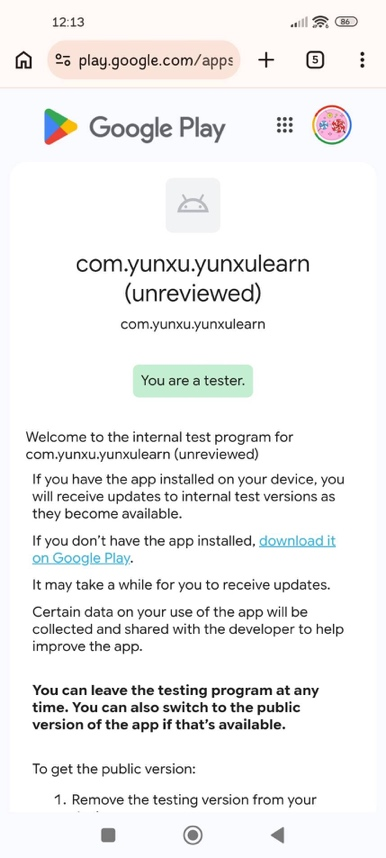 12:13
86
play.google.com/apps
5
Google Play
com.yunxu.yunxulearn
(unreviewed)
com.yunxu.yunxulearn
You are a tester.
Welcome to the internal test program for
com.yunxu.yunxulearn (unreviewed)
If you have the app installed on your device, you
will receive updates to internal test versions as
they become available.
If you don't have the app installed, download it
on Google Play.
It may take a while for you to receive updates.
Certain data on your use of the app will be
collected and shared with the developer to help
improve the app.
You can leave the testing program at any
time. You can also switch to the public
version of the app if that's available.
To get the public version:
1. Remove the testing version from your